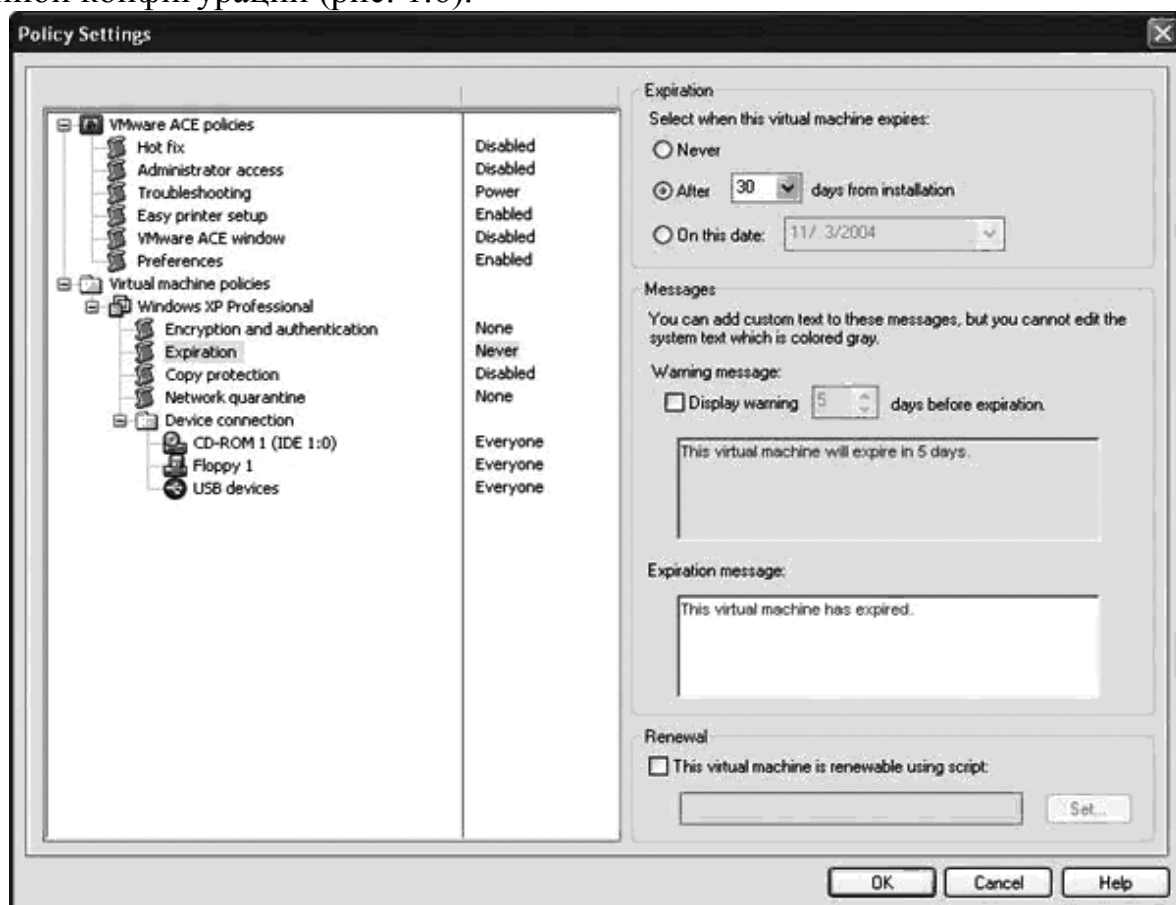 нной конфигурации (рис. 1.6).
Policy Settings
VMware ACE policies
Hot fix Disabled
Administrator access Disabled
Troubleshooting Power
Easy printer setup Enabled
VMware ACE window Disabled
Preferences Enabled
Virtual machine policies
Windows XP Professional
Encryption and authentication None
Expiration Never
Copy protection Disabled
Network quarantine None
Device connection
CD-ROM 1 (IDE 1:0) Everyone
Floppy 1 Everyone
USB devices Everyone
Expiration
Select when this virtual machine expires:
Never
After 30 days from installation
On this date: 11/ 3/2004
Messages
You can add custom text to these messages, but you cannot edit the
system text which is colored gray.
Warning message:
Display warning 5 days before expiration.
This virtual machine will expire in 5 days.
Expiration message:
This virtual machine has expired.
Renewal
This virtual machine is renewable using script:
Set...
OK Cancel Help